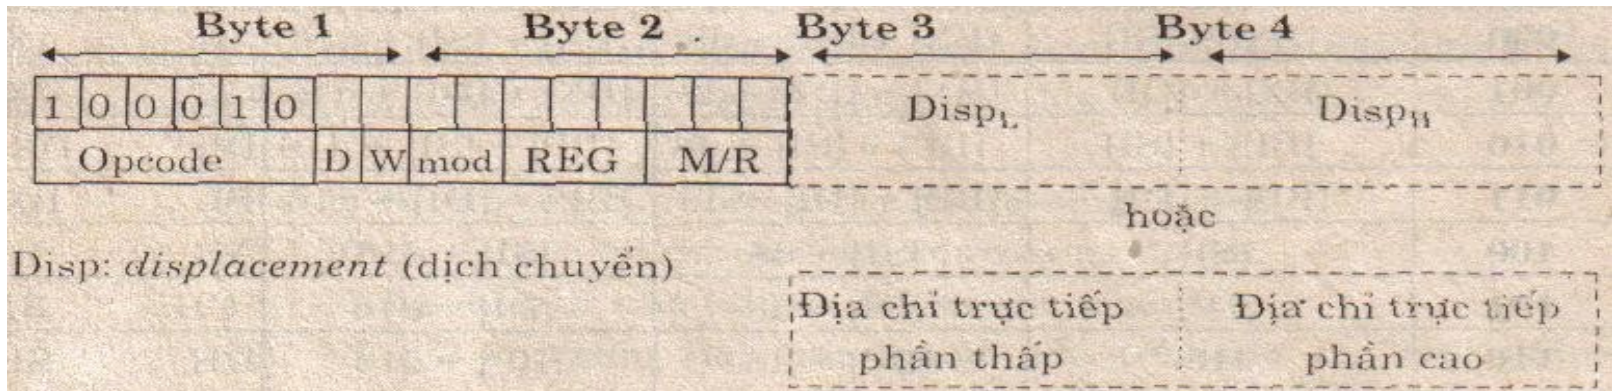 Byte 1 Byte 2 Byte 3 Byte 4
1 0 0 0 1 0 Disp_L Disp_H
Opcode D W mod REG M/R
hoặc
Disp: displacement (dịch chuyển)
Địa chỉ trực tiếp Địa chỉ trực tiếp
phần thấp phần cao